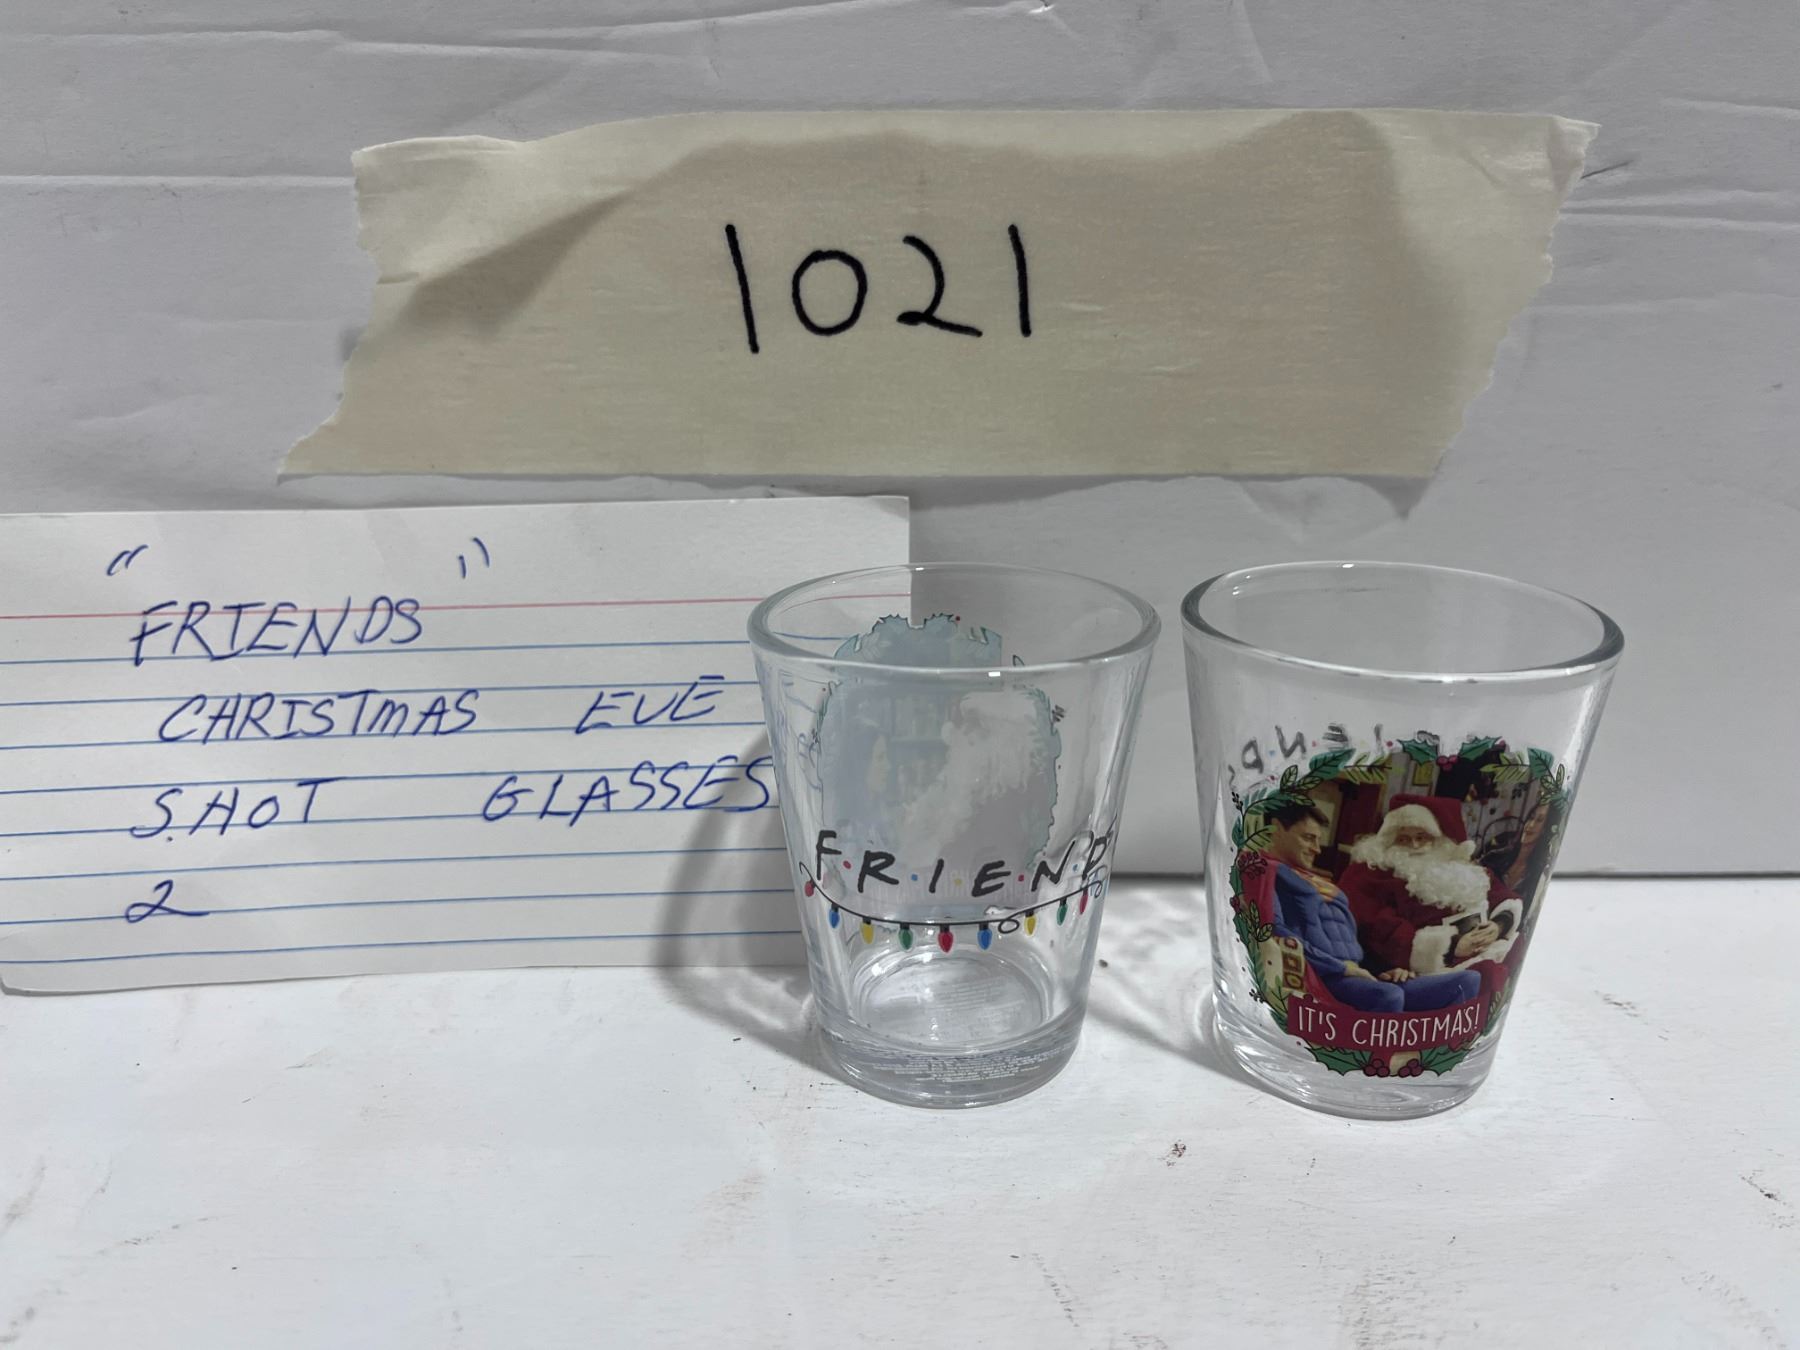 1021
"FRIENDS"
CHRISTMAS EVE
SHOT GLASSES
2
F·R·I·E·N·D
IT'S CHRISTMAS!